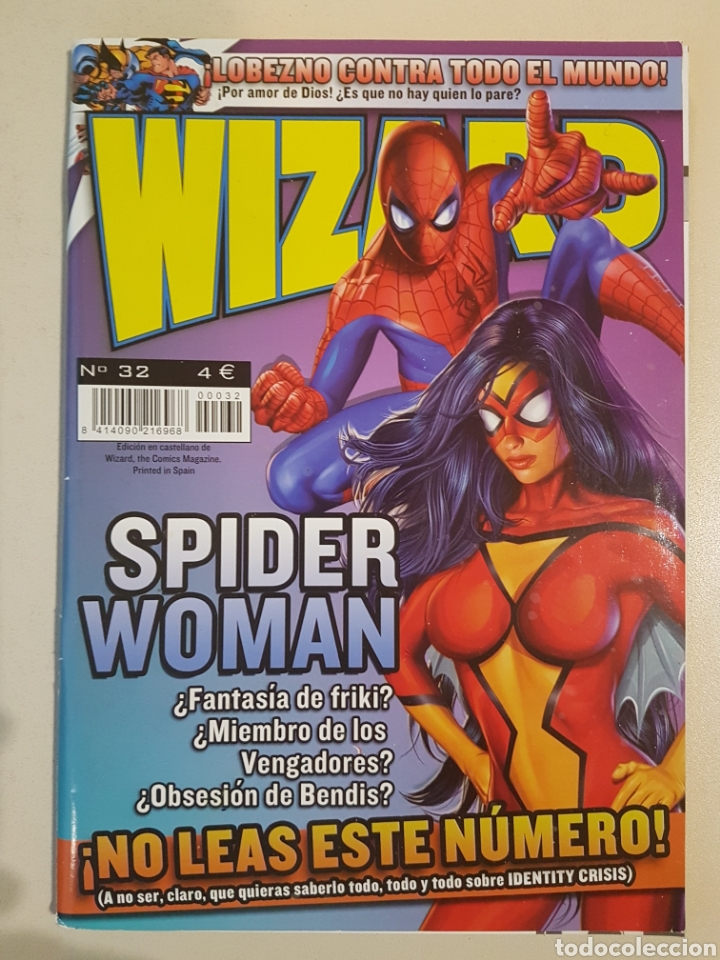 ¡LOBEZNO CONTRA TODO EL MUNDO!
¡Por amor de Dios! ¿Es que no hay quien lo pare?
WIZARD
Nº 32 4 €
00032
8 414090 216968
Edición en castellano de
Wizard, the Comics Magazine.
Printed in Spain
SPIDER
WOMAN
¿Fantasía de friki?
¿Miembro de los
Vengadores?
¿Obsesión de Bendis?
¡NO LEAS ESTE NÚMERO!
(A no ser, claro, que quieras saberlo todo, todo y todo sobre IDENTITY CRISIS)
todocoleccion